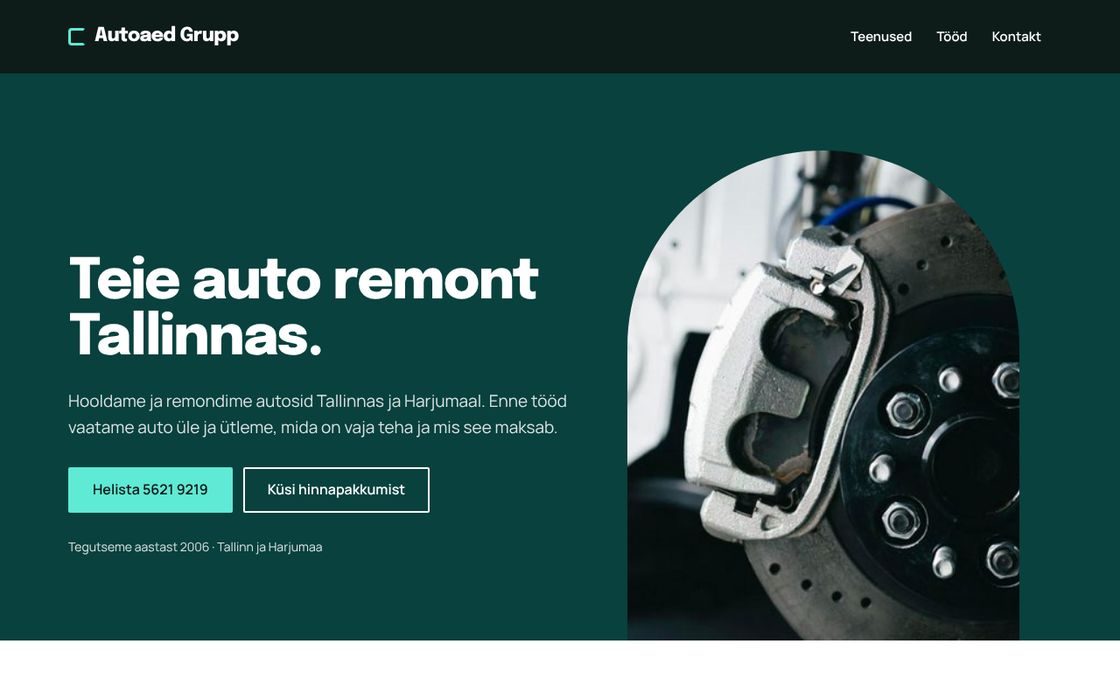 Autoaed Grupp
Teenused
Tööd
Kontakt
Teie auto remont
Tallinnas.
Hooldame ja remondime autosid Tallinnas ja Harjumaal. Enne tööd
vaatame auto üle ja ütleme, mida on vaja teha ja mis see maksab.
Helista 5621 9219
Küsi hinnapakkumist
Tegutseme aastast 2006 · Tallinn ja Harjumaa